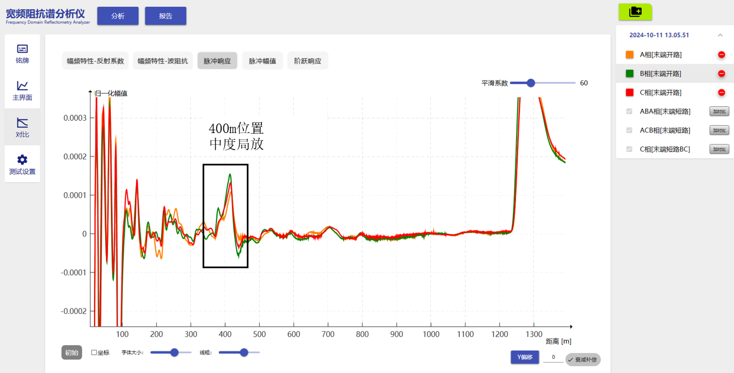 宽频阻抗谱分析仪
Frequency Domain Reflectometry Analyzer
分析
报告
铭牌
主界面
对比
测试设置
幅频特性-反射系数
幅频特性-波阻抗
脉冲响应
脉冲幅值
阶跃响应
平滑系数
60
归一化幅值
0.0003
0.0002
0.0001
0
-0.0001
-0.0002
400m位置
中度局放
100
200
300
400
500
600
700
800
900
1000
1100
1200
1300
距离 [m]
初始
坐标
字体大小:
线粗:
Y偏移
0
衰减补偿
2024-10-11 13.05.51
A相[末端开路]
B相[末端开路]
C相[末端开路]
ABA相[末端短路]
ACB相[末端短路]
C相[末端短路BC]